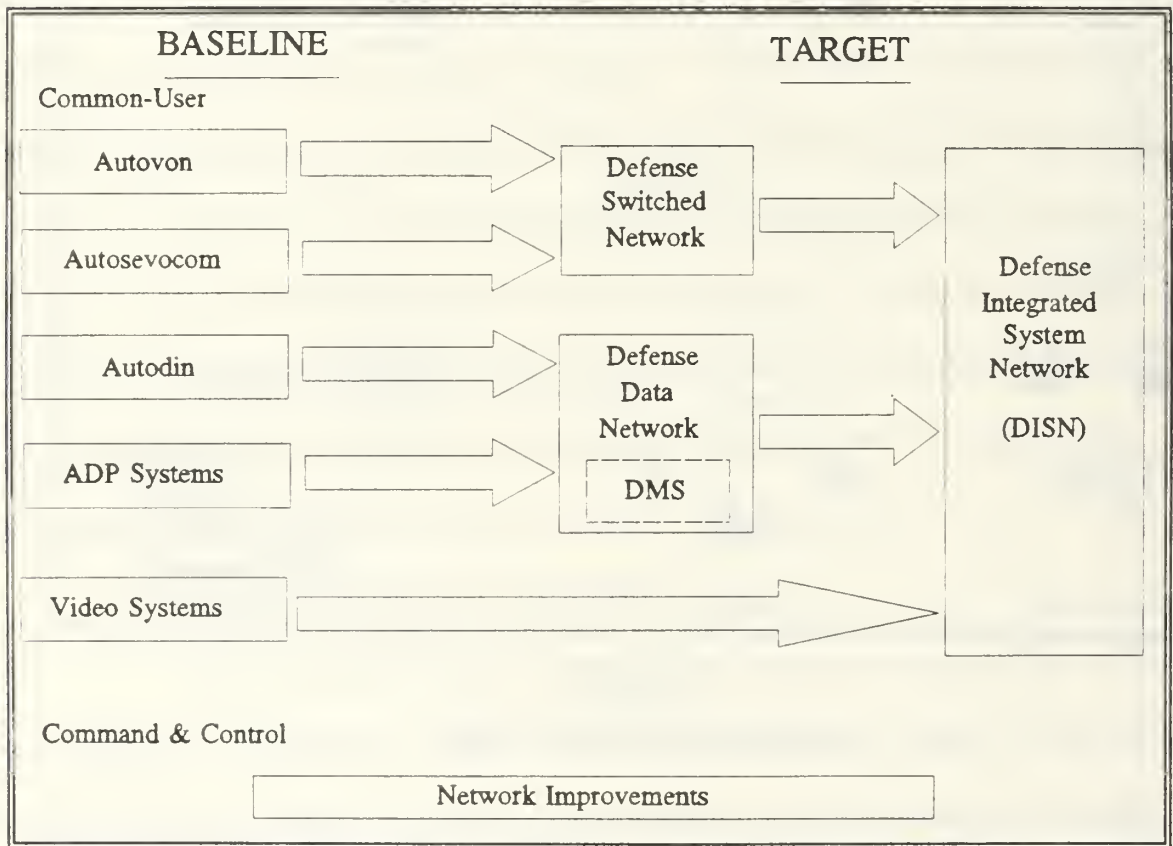 BASELINE
TARGET
Common-User
Autovon
Autosevocom
Autodin
ADP Systems
Video Systems
Defense
Switched
Network
Defense
Data
Network
DMS
Defense
Integrated
System
Network
(DISN)
Command & Control
Network Improvements